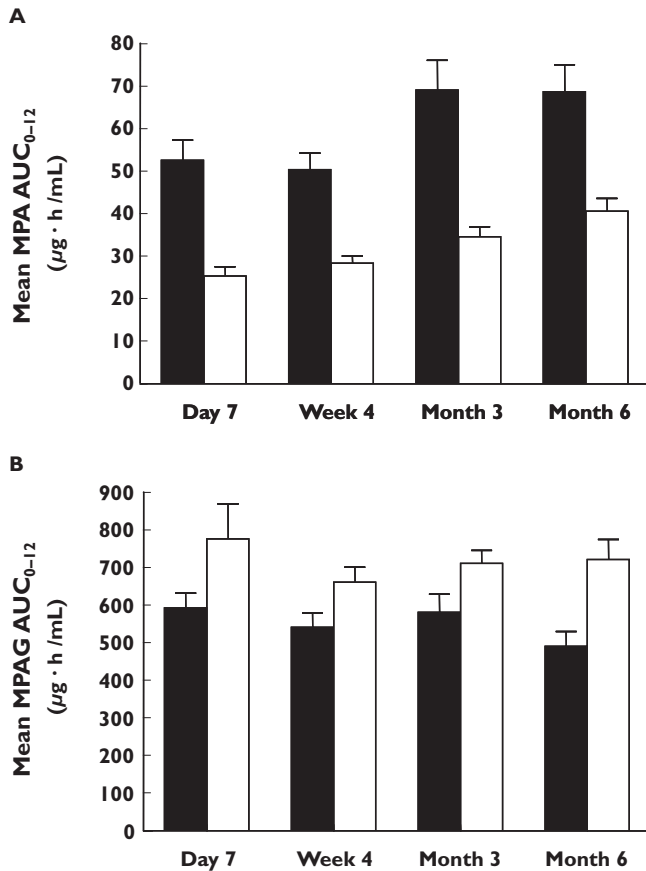 A
Mean MPA AUC0–12
(µg · h /mL)
80
70
60
50
40
30
20
10
0
Day 7 Week 4 Month 3 Month 6
B
Mean MPAG AUC0–12
(µg · h /mL)
900
800
700
600
500
400
300
200
100
0
Day 7 Week 4 Month 3 Month 6